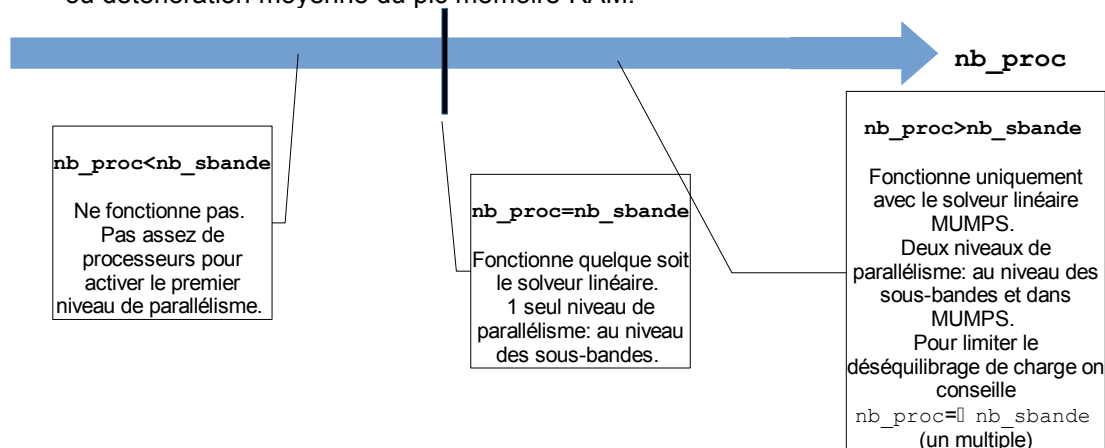 ou détérioration moyenne du pic mémoire RAM.
nb_proc
nb_proc<nb_sbande
Ne fonctionne pas.
Pas assez de
processeurs pour
activer le premier
niveau de parallélisme.
nb_proc=nb_sbande
Fonctionne quelque soit
le solveur linéaire.
1 seul niveau de
parallélisme: au niveau
des sous-bandes.
nb_proc>nb_sbande
Fonctionne uniquement
avec le solveur linéaire
MUMPS.
Deux niveaux de
parallélisme: au niveau des
sous-bandes et dans
MUMPS.
Pour limiter le
déséquilibrage de charge on
conseille
nb_proc=▯ nb_sbande
(un multiple)